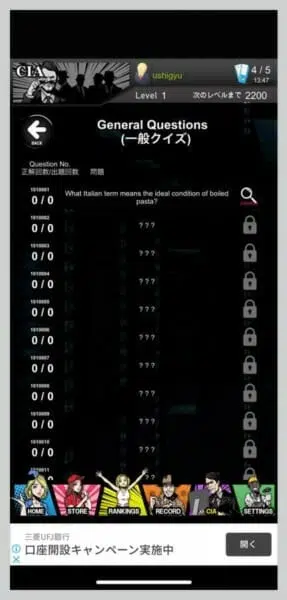 CIA
ushigyu
4 / 5
13:47
Level 1
次のレベルまで 2200
BACK
General Questions
(一般クイズ)
Question No.
正解回数/出題回数 問題
1010001
0 / 0
What Italian term means the ideal condition of boiled
pasta?
1010002
0 / 0
? ? ?
1010003
0 / 0
? ? ?
1010004
0 / 0
? ? ?
1010005
0 / 0
? ? ?
1010006
0 / 0
? ? ?
1010007
0 / 0
? ? ?
1010008
0 / 0
? ? ?
1010009
0 / 0
? ? ?
1010010
0 / 0
? ? ?
1010011
HOME
STORE
RANKINGS
RECORD
CIA
SETTINGS
三菱UFJ銀行
口座開設キャンペーン実施中
開く